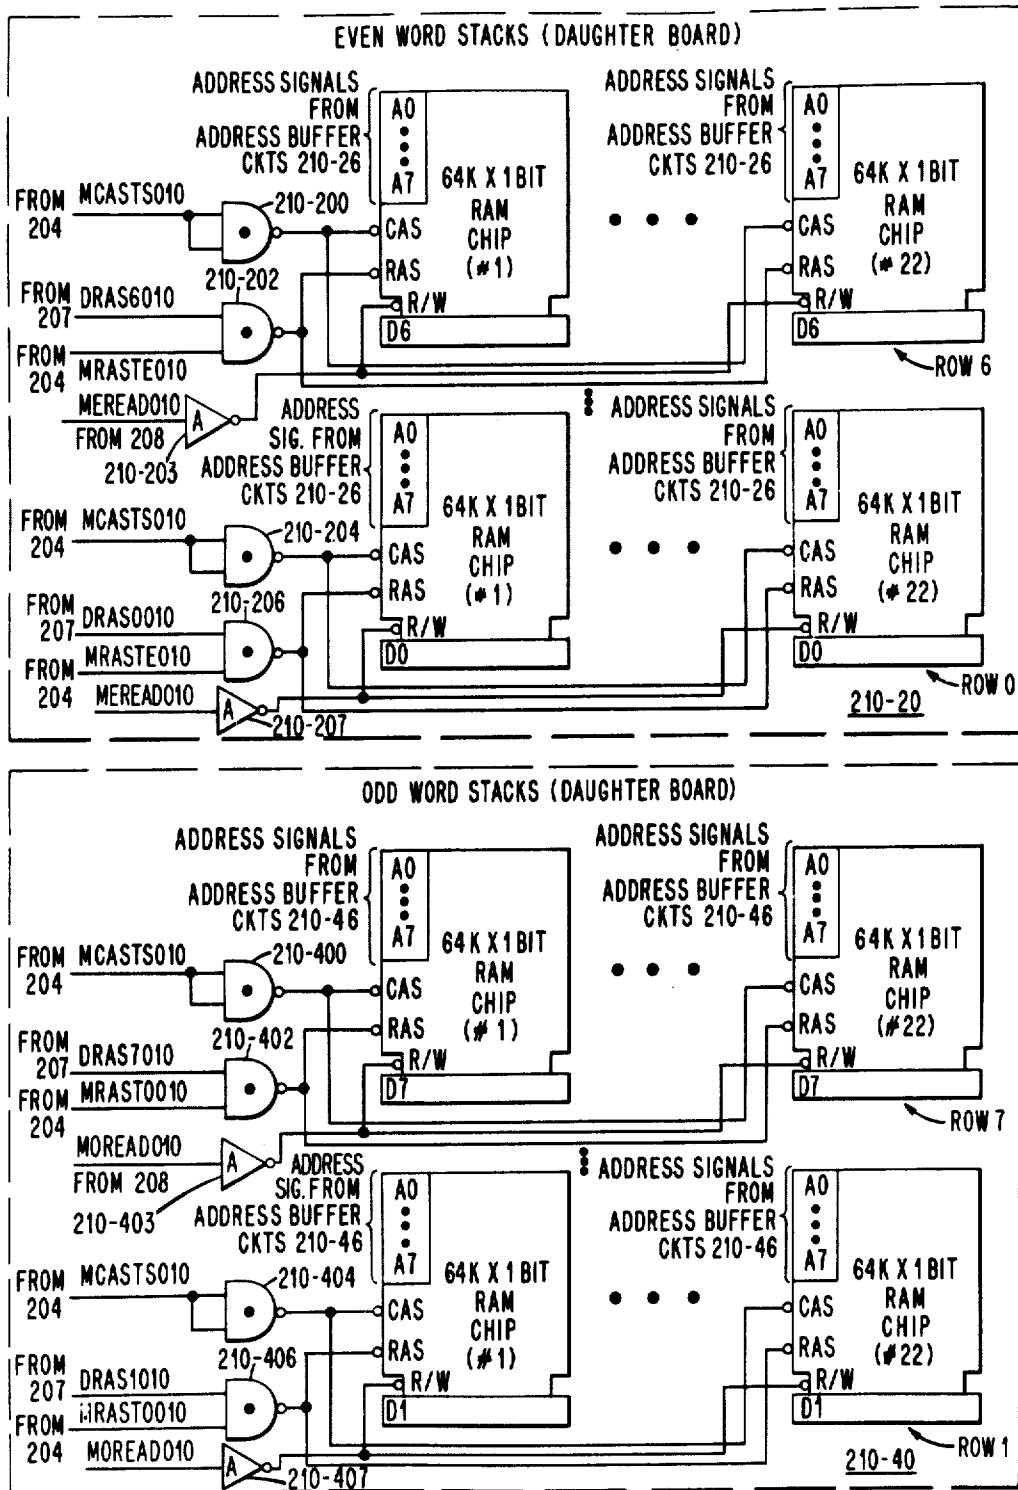 EVEN WORD STACKS (DAUGHTER BOARD)
ADDRESS SIGNALS
FROM
ADDRESS BUFFER
CKTS 210-26
A0
A7
64K X 1 BIT
RAM
CHIP
(#1)
CAS
RAS
R/W
D6
ADDRESS SIGNALS
FROM
ADDRESS BUFFER
CKTS 210-26
A0
A7
64K X 1 BIT
RAM
CHIP
(#22)
CAS
RAS
R/W
D6
ROW 6
FROM
204
MCASTS010
210-200
210-202
FROM
207
DRAS6010
FROM
204
MRASTE010
MEREAD010
FROM 208
A
210-203
ADDRESS
SIG. FROM
ADDRESS BUFFER
CKTS 210-26
A0
A7
64K X 1 BIT
RAM
CHIP
(#1)
CAS
RAS
R/W
D0
ADDRESS SIGNALS
FROM
ADDRESS BUFFER
CKTS 210-26
A0
A7
64K X 1 BIT
RAM
CHIP
(#22)
CAS
RAS
R/W
D0
ROW 0
FROM
204
MCASTS010
210-204
210-206
FROM
207
DRAS0010
FROM
204
MRASTE010
MEREAD010
A
210-207
210-20
ODD WORD STACKS (DAUGHTER BOARD)
ADDRESS SIGNALS
FROM
ADDRESS BUFFER
CKTS 210-46
A0
A7
64K X 1 BIT
RAM
CHIP
(#1)
CAS
RAS
R/W
D7
ADDRESS SIGNALS
FROM
ADDRESS BUFFER
CKTS 210-46
A0
A7
64K X 1 BIT
RAM
CHIP
(#22)
CAS
RAS
R/W
D7
ROW 7
FROM
204
MCASTS010
210-400
210-402
FROM
207
DRAS7010
FROM
204
MRASTO010
MOREAD010
FROM 208
A
210-403
ADDRESS
SIG. FROM
ADDRESS BUFFER
CKTS 210-46
A0
A7
64K X 1 BIT
RAM
CHIP
(#1)
CAS
RAS
R/W
D1
ADDRESS SIGNALS
FROM
ADDRESS BUFFER
CKTS 210-46
A0
A7
64K X 1 BIT
RAM
CHIP
(#22)
CAS
RAS
R/W
D1
ROW 1
FROM
204
MCASTS010
210-404
210-406
FROM
207
DRAS1010
FROM
204
MRASTO010
MOREAD010
A
210-407
210-40